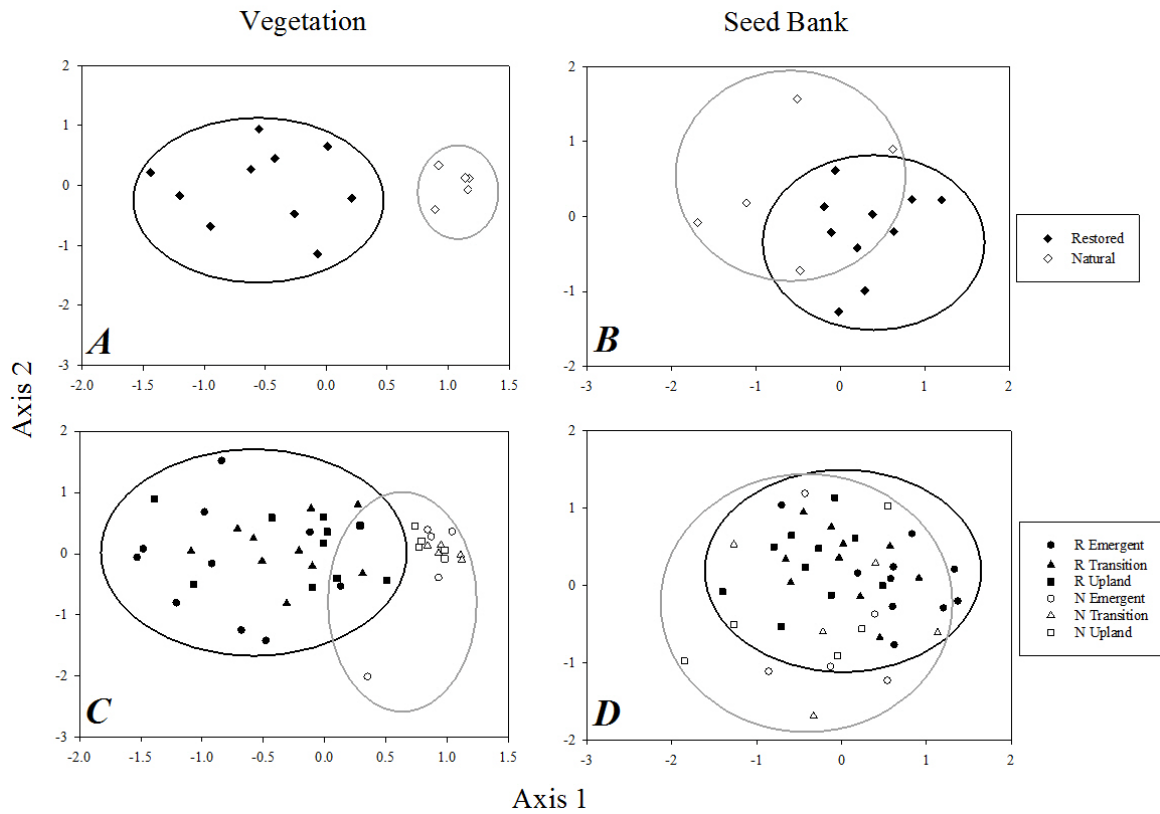 Vegetation
Seed Bank
2
1
0
-1
-2
-3
A
-2.0 -1.5 -1.0 -0.5 0.0 0.5 1.0 1.5
2
1
0
-1
-2
B
-3 -2 -1 0 1 2
Restored
Natural
Axis 2
2
1
0
-1
-2
-3
C
-2.0 -1.5 -1.0 -0.5 0.0 0.5 1.0 1.5
2
1
0
-1
-2
D
-3 -2 -1 0 1 2
R Emergent
R Transition
R Upland
N Emergent
N Transition
N Upland
Axis 1